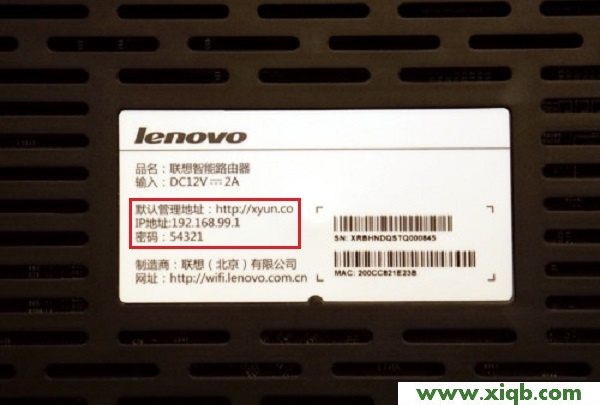 lenovo
品名：联想智能路由器
输入：DC12V⎓2A
默认管理地址：http://xyun.co
IP地址:192.168.99.1
密码：54321
SN: XRBHNDQSTQ000845
MAC: 200CC821E23B
制造商：联想（北京）有限公司
网址：http://wifi.lenovo.com.cn
www.xiqb.com